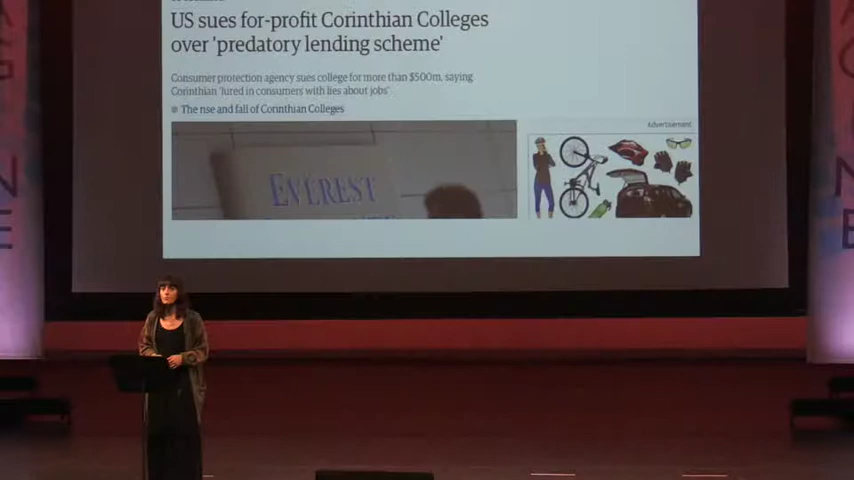 US sues for-profit Corinthian Colleges
over 'predatory lending scheme'
Consumer protection agency sues college for more than $500m, saying
Corinthian 'lured in consumers with lies about jobs'
The rise and fall of Corinthian Colleges
Advertisement
EVEREST